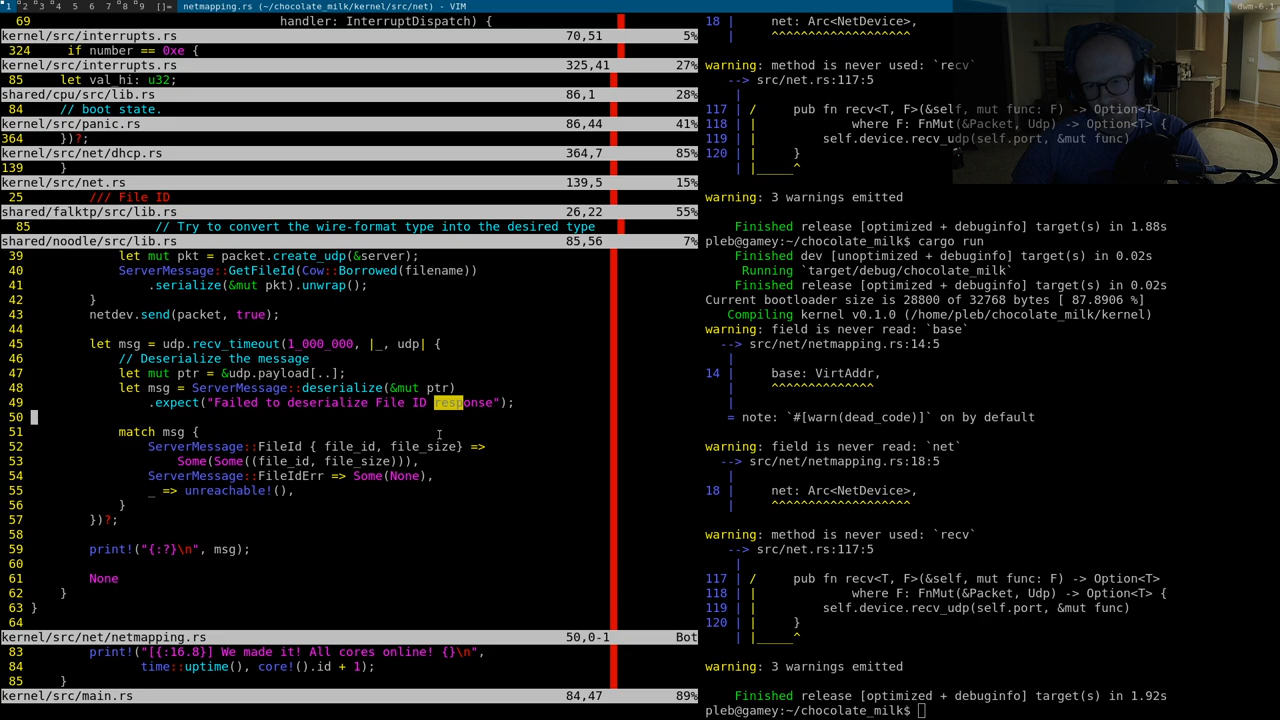 1 2 3 4 5 6 7 8 9 []= netmapping.rs (~/chocolate_milk/kernel/src/net) - VIM dwm-6.1
69 handler: InterruptDispatch) {
kernel/src/interrupts.rs 70,51 5%
324 if number == 0xe {
kernel/src/interrupts.rs 325,41 27%
85 let val_hi: u32;
shared/cpu/src/lib.rs 86,1 28%
84 // boot state.
kernel/src/panic.rs 86,44 41%
364 })?;
kernel/src/net/dhcp.rs 364,7 85%
139 }
kernel/src/net.rs 139,5 15%
25 /// File ID
shared/falktp/src/lib.rs 26,22 55%
85 // Try to convert the wire-format type into the desired type
shared/noodle/src/lib.rs 85,56 7%
39 let mut pkt = packet.create_udp(&server);
40 ServerMessage::GetFileId(Cow::Borrowed(filename))
41 .serialize(&mut pkt).unwrap();
42 }
43 netdev.send(packet, true);
44
45 let msg = udp.recv_timeout(1_000_000, |_, udp| {
46 // Deserialize the message
47 let mut ptr = &udp.payload[..];
48 let msg = ServerMessage::deserialize(&mut ptr)
49 .expect("Failed to deserialize File ID response");
50
51 match msg {
52 ServerMessage::FileId { file_id, file_size} =>
53 Some(Some((file_id, file_size))),
54 ServerMessage::FileIdErr => Some(None),
55 _ => unreachable!(),
56 }
57 })?;
58
59 print!("{:?}\n", msg);
60
61 None
62 }
63 }
64
kernel/src/net/netmapping.rs 50,0-1 Bot
83 print!("[{:16.8}] We made it! All cores online! {}\n",
84 time::uptime(), core!().id + 1);
85 }
kernel/src/main.rs 84,47 89%
18 | net: Arc<NetDevice>,
| ^^^^^^^^^^^^^^^^^^^
warning: method is never used: `recv`
--> src/net.rs:117:5
|
117 | / pub fn recv<T, F>(&self, mut func: F) -> Option<T>
118 | | where F: FnMut(&Packet, Udp) -> Option<T> {
119 | | self.device.recv_udp(self.port, &mut func)
120 | | }
| |_____^
warning: 3 warnings emitted
Finished release [optimized + debuginfo] target(s) in 1.88s
pleb@gamey:~/chocolate_milk$ cargo run
Finished dev [unoptimized + debuginfo] target(s) in 0.02s
Running `target/debug/chocolate_milk`
Finished release [optimized + debuginfo] target(s) in 0.02s
Current bootloader size is 28800 of 32768 bytes [ 87.8906 %]
Compiling kernel v0.1.0 (/home/pleb/chocolate_milk/kernel)
warning: field is never read: `base`
--> src/net/netmapping.rs:14:5
|
14 | base: VirtAddr,
| ^^^^^^^^^^^^^^
|
= note: `#[warn(dead_code)]` on by default
warning: field is never read: `net`
--> src/net/netmapping.rs:18:5
|
18 | net: Arc<NetDevice>,
| ^^^^^^^^^^^^^^^^^^^
warning: method is never used: `recv`
--> src/net.rs:117:5
|
117 | / pub fn recv<T, F>(&self, mut func: F) -> Option<T>
118 | | where F: FnMut(&Packet, Udp) -> Option<T> {
119 | | self.device.recv_udp(self.port, &mut func)
120 | | }
| |_____^
warning: 3 warnings emitted
Finished release [optimized + debuginfo] target(s) in 1.92s
pleb@gamey:~/chocolate_milk$